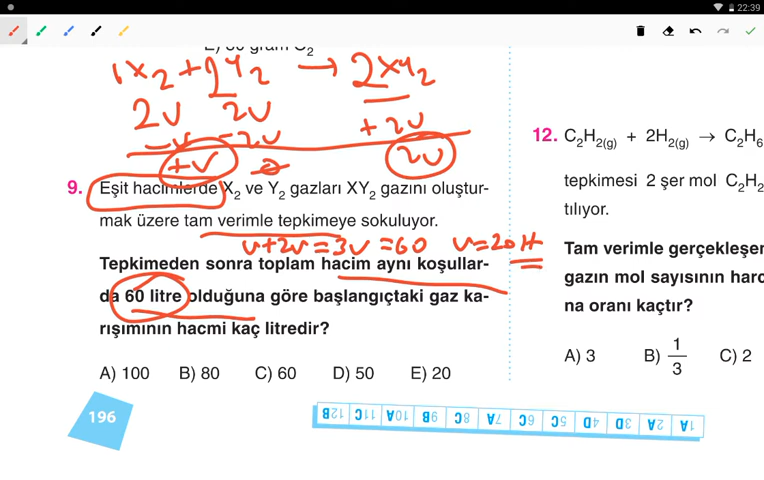 22:39
E) 30 gram C₂
1X₂ + 2Y₂ → 2XY₂
2V 2V
-V -2V +2V
+V 2V
9. Eşit hacimlerde X₂ ve Y₂ gazları XY₂ gazını oluştur-
mak üzere tam verimle tepkimeye sokuluyor.
V+2V=3V=60 V=20 lt
Tepkimeden sonra toplam hacim aynı koşullar-
da 60 litre olduğuna göre başlangıçtaki gaz ka-
rışımının hacmi kaç litredir?
A) 100 B) 80 C) 60 D) 50 E) 20
196
1A 2A 3D 4D 5C 6C 7A 8C 9B 10A 11C 12B
12. C₂H₂(g) + 2H₂(g) → C₂H₆
tepkimesi 2 şer mol C₂H₂
tılıyor.
Tam verimle gerçekleşen
gazın mol sayısının harc
na oranı kaçtır?
A) 3 B) 1/3 C) 2